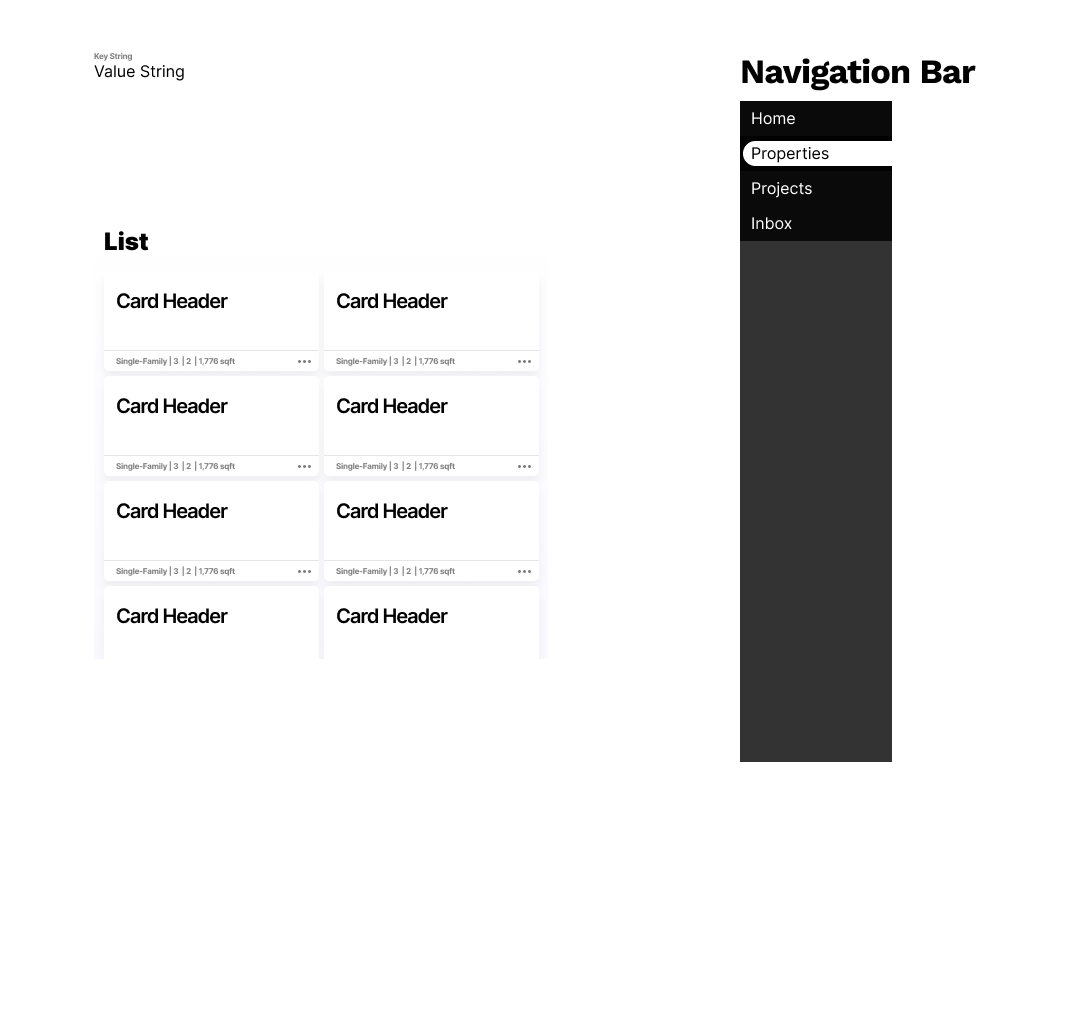 Key String
Value String
Navigation Bar
Home
Properties
Projects
Inbox
List
Card Header
Card Header
Single-Family | 3 | 2 | 1,776 sqft
Single-Family | 3 | 2 | 1,776 sqft
Card Header
Card Header
Single-Family | 3 | 2 | 1,776 sqft
Single-Family | 3 | 2 | 1,776 sqft
Card Header
Card Header
Single-Family | 3 | 2 | 1,776 sqft
Single-Family | 3 | 2 | 1,776 sqft
Card Header
Card Header